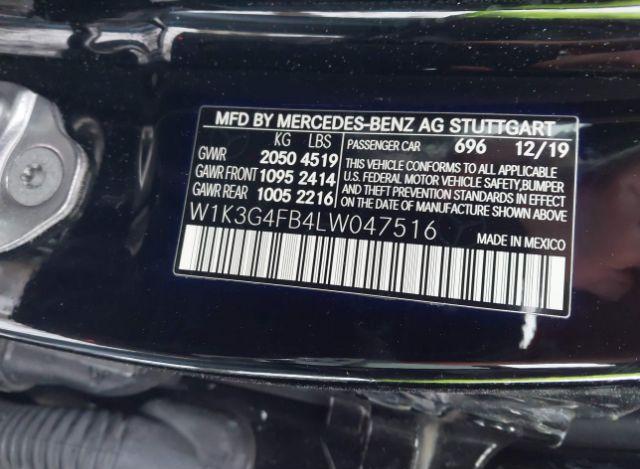 MFD BY MERCEDES-BENZ AG STUTTGART
KG LBS
GVWR 2050 4519
GAWR FRONT 1095 2414
GAWR REAR 1005 2216
PASSENGER CAR 696 12/19
THIS VEHICLE CONFORMS TO ALL APPLICABLE
U.S. FEDERAL MOTOR VEHICLE SAFETY,BUMPER
AND THEFT PREVENTION STANDARDS IN EFFECT
ON THE DATE OF MANUFACTURE SHOWN ABOVE.
W1K3G4FB4LW047516
MADE IN MEXICO